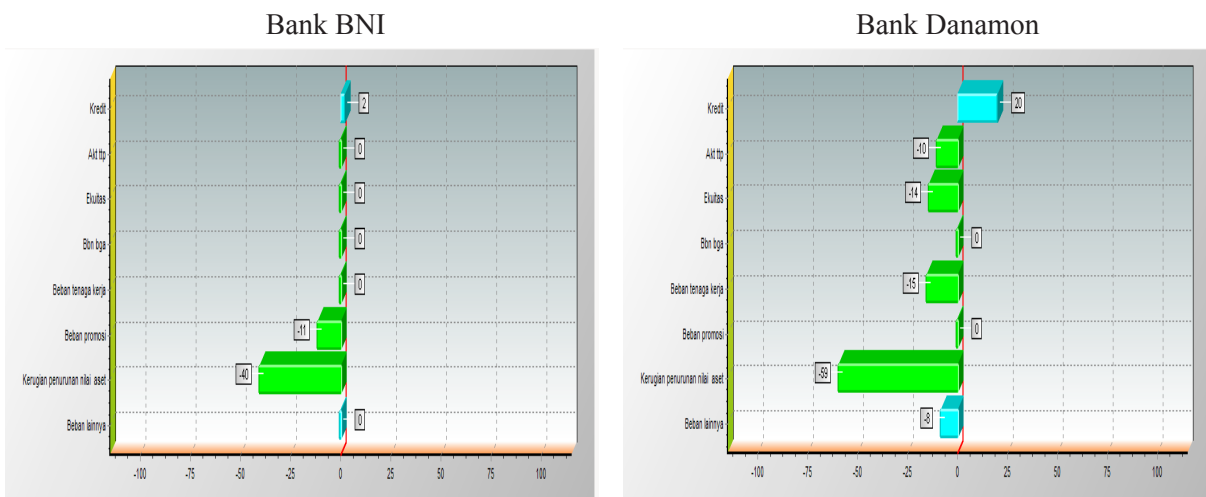 Bank BNI
Kredit
2
Akt ttp
0
Ekuitas
0
Bbn bga
0
Beban tenaga kerja
0
Beban promosi
-11
Kerugian penurunan nilai aset
-40
Beban lainnya
0
-100 -75 -50 -25 0 25 50 75 100
Bank Danamon
Kredit
20
Akt ttp
-10
Ekuitas
-14
Bbn bga
0
Beban tenaga kerja
-15
Beban promosi
0
Kerugian penurunan nilai aset
-59
Beban lainnya
-8
-100 -75 -50 -25 0 25 50 75 100